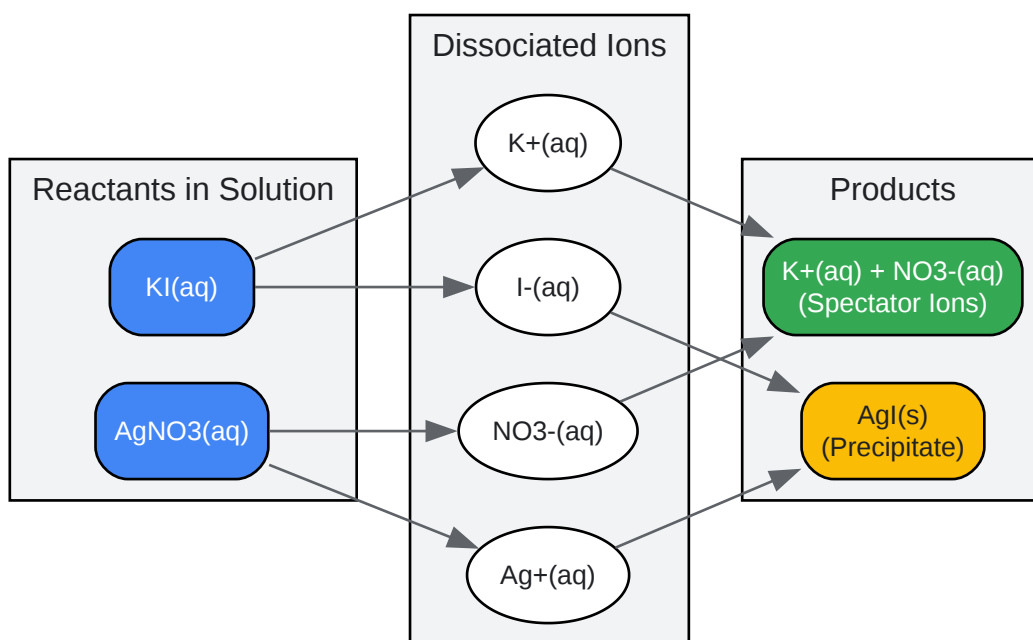 Reactants in Solution
KI(aq)
AgNO3(aq)
Dissociated Ions
K+(aq)
I-(aq)
NO3-(aq)
Ag+(aq)
Products
K+(aq) + NO3-(aq)
(Spectator Ions)
AgI(s)
(Precipitate)